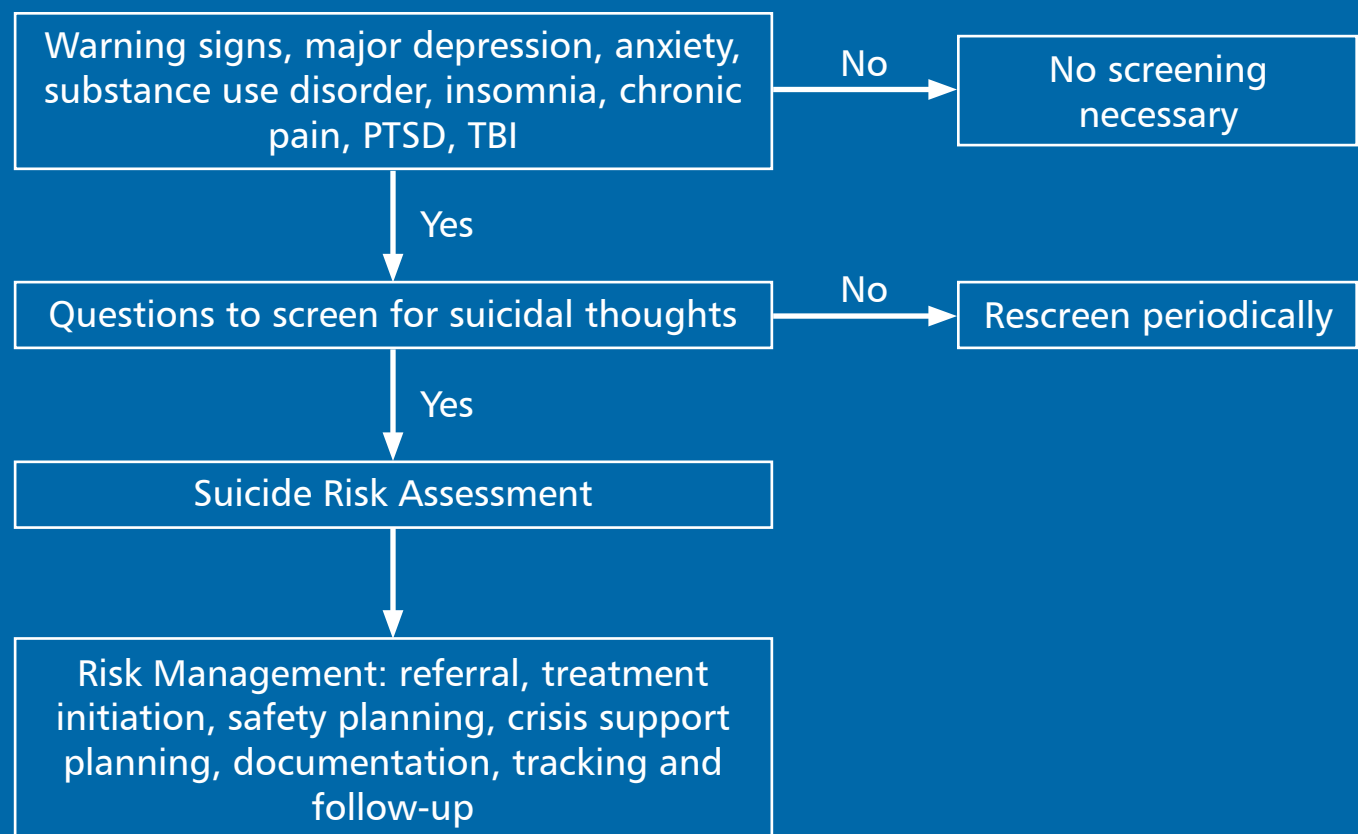 Warning signs, major depression, anxiety,
substance use disorder, insomnia, chronic
pain, PTSD, TBI
No
No screening
necessary
Yes
Questions to screen for suicidal thoughts
No
Rescreen periodically
Yes
Suicide Risk Assessment
Risk Management: referral, treatment
initiation, safety planning, crisis support
planning, documentation, tracking and
follow-up